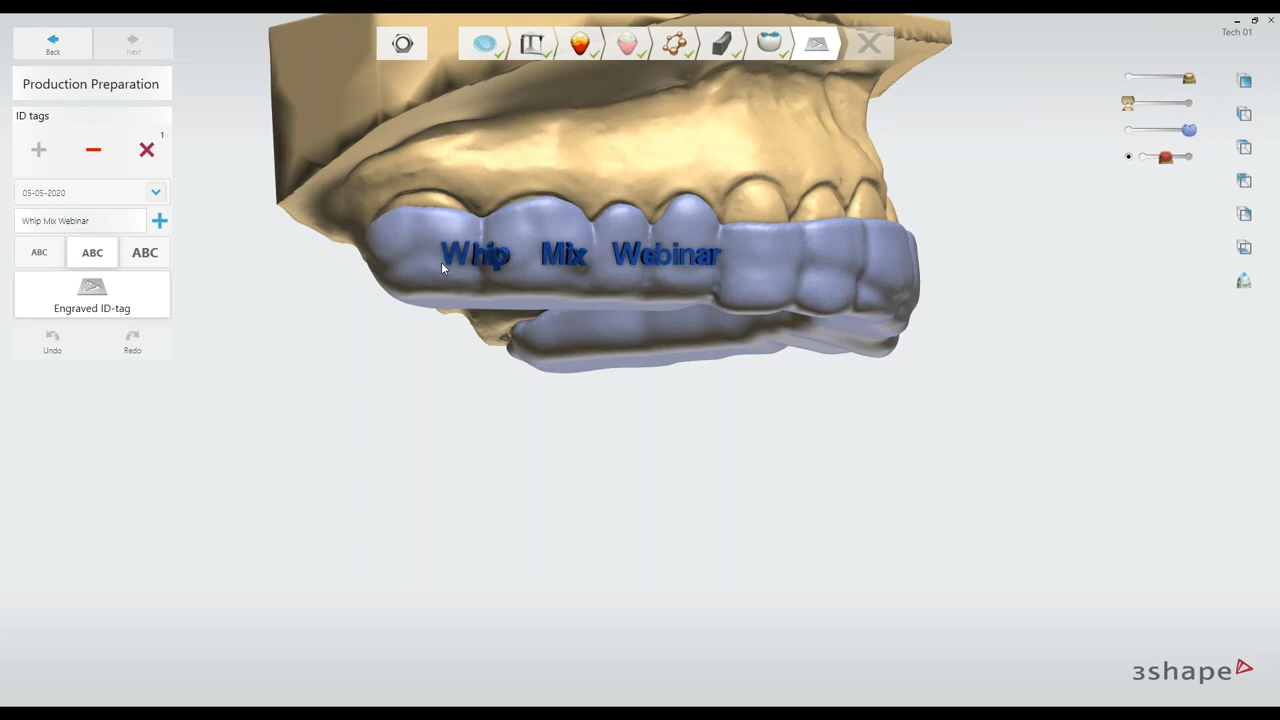 Tech 01
Back
Next
Production Preparation
ID tags
1
05-05-2020
Whip Mix Webinar
ABC ABC ABC
Engraved ID-tag
Undo
Redo
Whip Mix Webinar
3shape